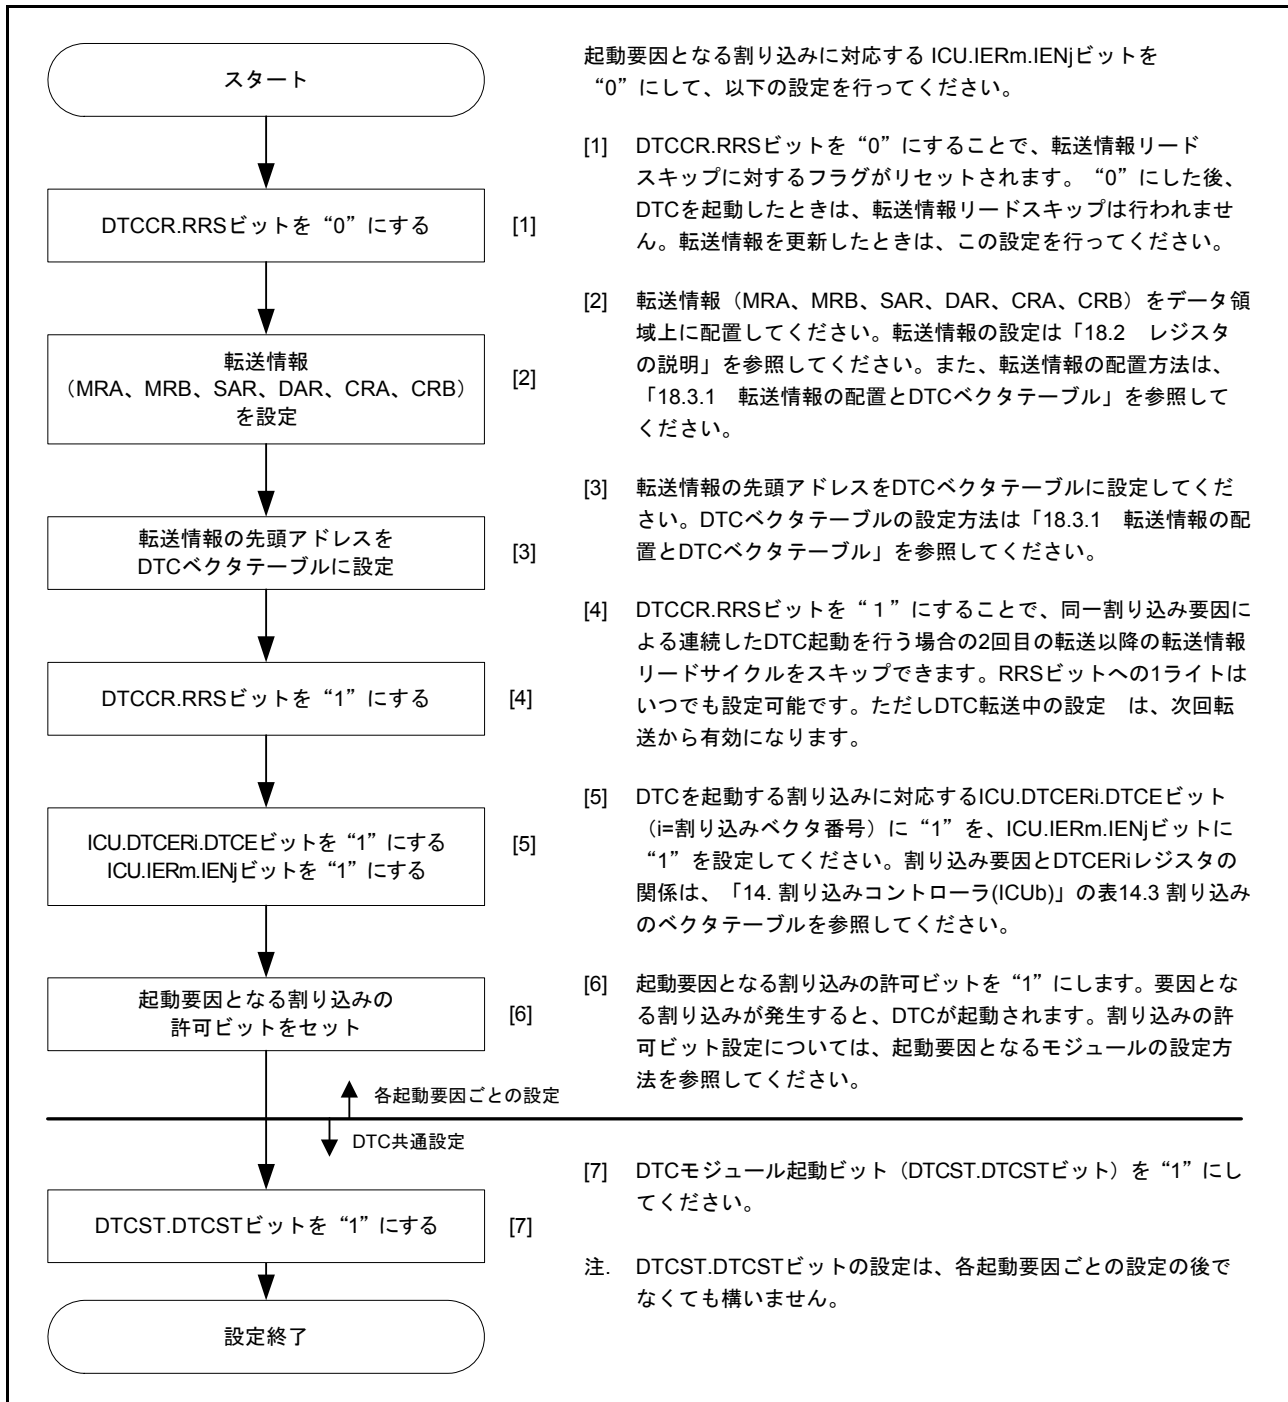 スタート
DTCCR.RRSビットを“0”にする
[1]
転送情報
（MRA、MRB、SAR、DAR、CRA、CRB）
を設定
[2]
転送情報の先頭アドレスを
DTCベクタテーブルに設定
[3]
DTCCR.RRSビットを“1”にする
[4]
ICU.DTCERi.DTCEビットを“1”にする
ICU.IERm.IENjビットを“1”にする
[5]
起動要因となる割り込みの
許可ビットをセット
[6]
各起動要因ごとの設定
DTC共通設定
DTCST.DTCSTビットを“1”にする
[7]
設定終了
起動要因となる割り込みに対応する ICU.IERm.IENjビットを
“0”にして、以下の設定を行ってください。
[1] DTCCR.RRSビットを“0”にすることで、転送情報リード
スキップに対するフラグがリセットされます。“0”にした後、
DTCを起動したときは、転送情報リードスキップは行われませ
ん。転送情報を更新したときは、この設定を行ってください。
[2] 転送情報（MRA、MRB、SAR、DAR、CRA、CRB）をデータ領
域上に配置してください。転送情報の設定は「18.2　レジスタ
の説明」を参照してください。また、転送情報の配置方法は、
「18.3.1　転送情報の配置とDTCベクタテーブル」を参照して
ください。
[3] 転送情報の先頭アドレスをDTCベクタテーブルに設定してくだ
さい。DTCベクタテーブルの設定方法は「18.3.1　転送情報の配
置とDTCベクタテーブル」を参照してください。
[4] DTCCR.RRSビットを“１”にすることで、同一割り込み要因に
よる連続したDTC起動を行う場合の2回目の転送以降の転送情報
リードサイクルをスキップできます。RRSビットへの1ライトは
いつでも設定可能です。ただしDTC転送中の設定　は、次回転
送から有効になります。
[5] DTCを起動する割り込みに対応するICU.DTCERi.DTCEビット
（i=割り込みベクタ番号）に“1”を、ICU.IERm.IENjビットに
“1”を設定してください。割り込み要因とDTCERiレジスタの
関係は、「14. 割り込みコントローラ(ICUb)」の表14.3 割り込み
のベクタテーブルを参照してください。
[6] 起動要因となる割り込みの許可ビットを“1”にします。要因とな
る割り込みが発生すると、DTCが起動されます。割り込みの許
可ビット設定については、起動要因となるモジュールの設定方
法を参照してください。
[7] DTCモジュール起動ビット（DTCST.DTCSTビット）を“1”にし
てください。
注. DTCST.DTCSTビットの設定は、各起動要因ごとの設定の後で
なくても構いません。